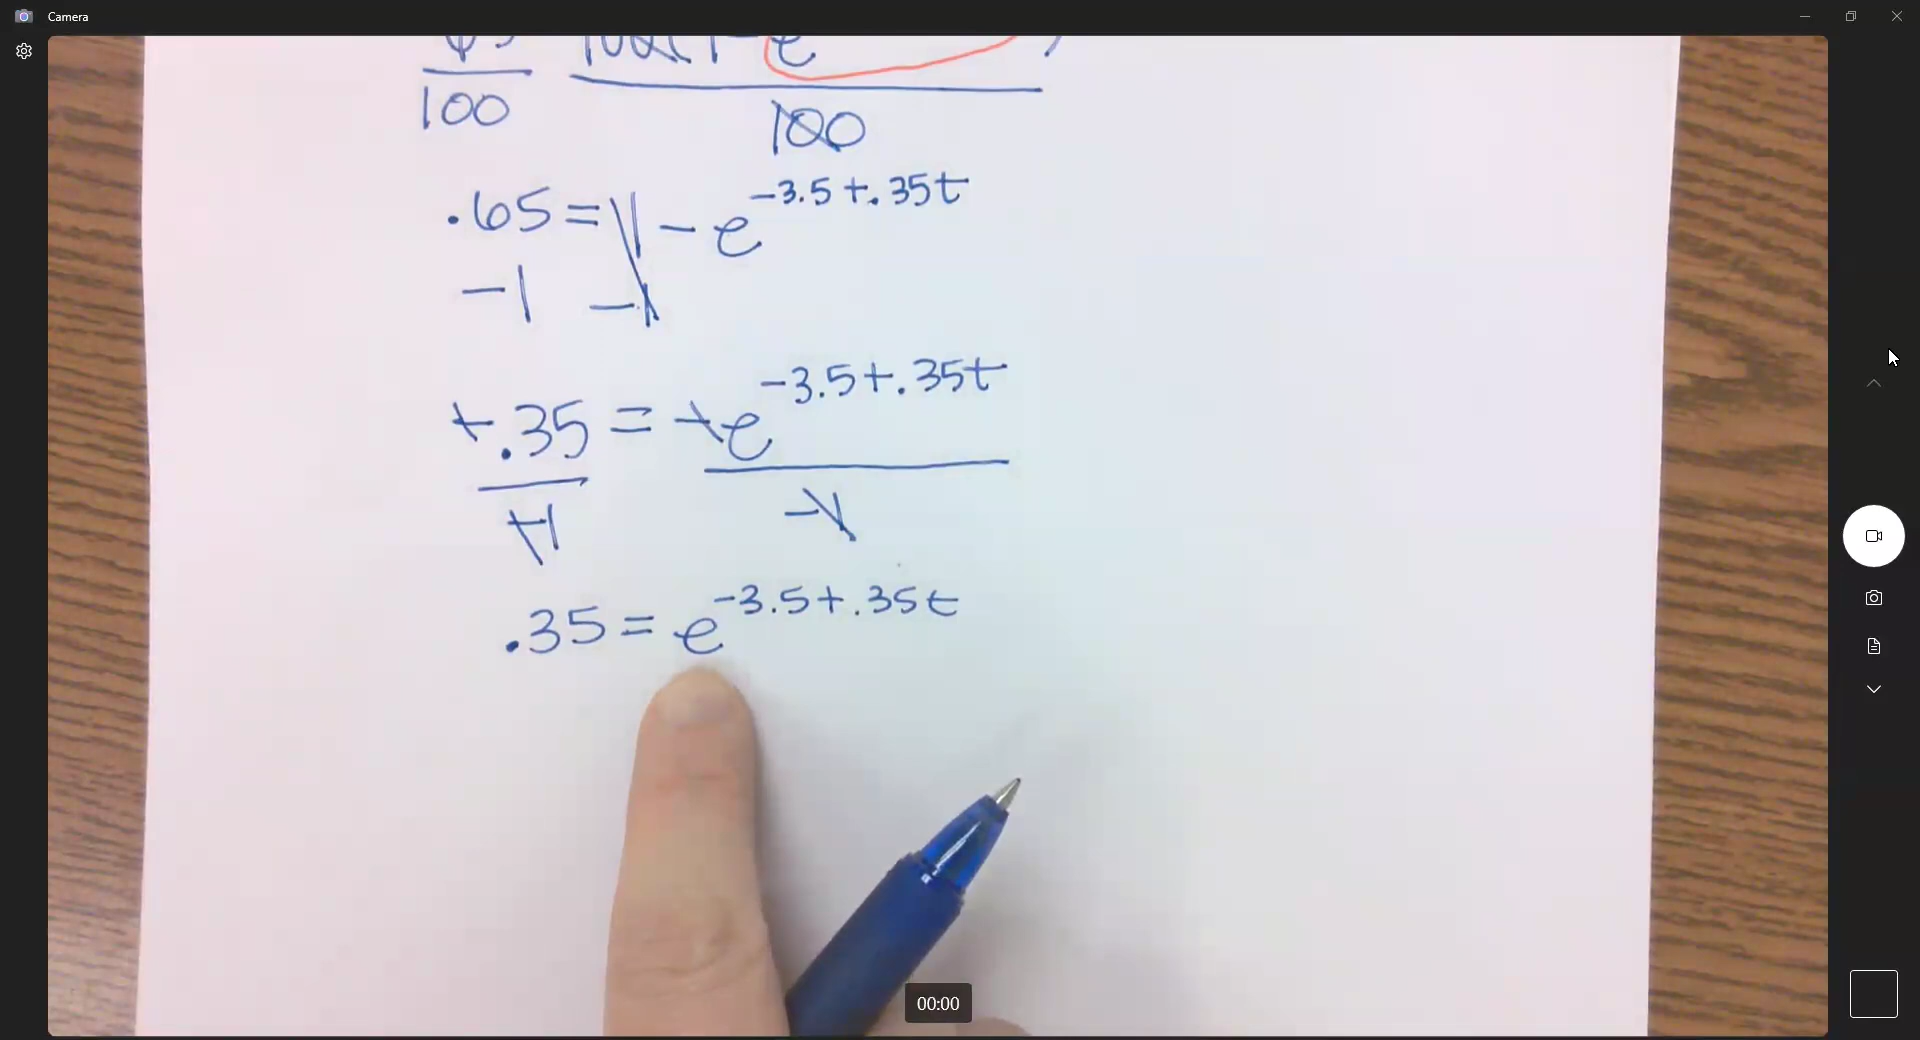 Camera
100 100
.65 = 1 - e^-3.5+.35t
-1 -1
+.35 = +e^-3.5+.35t
+1 -1
.35 = e^-3.5+.35t
00:00